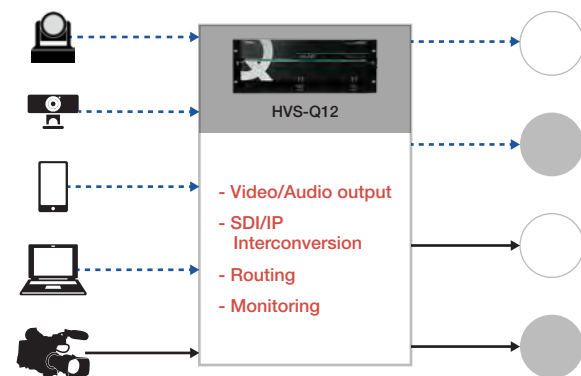 HVS-Q12
- Video/Audio output
- SDI/IP
Interconversion
- Routing
- Monitoring